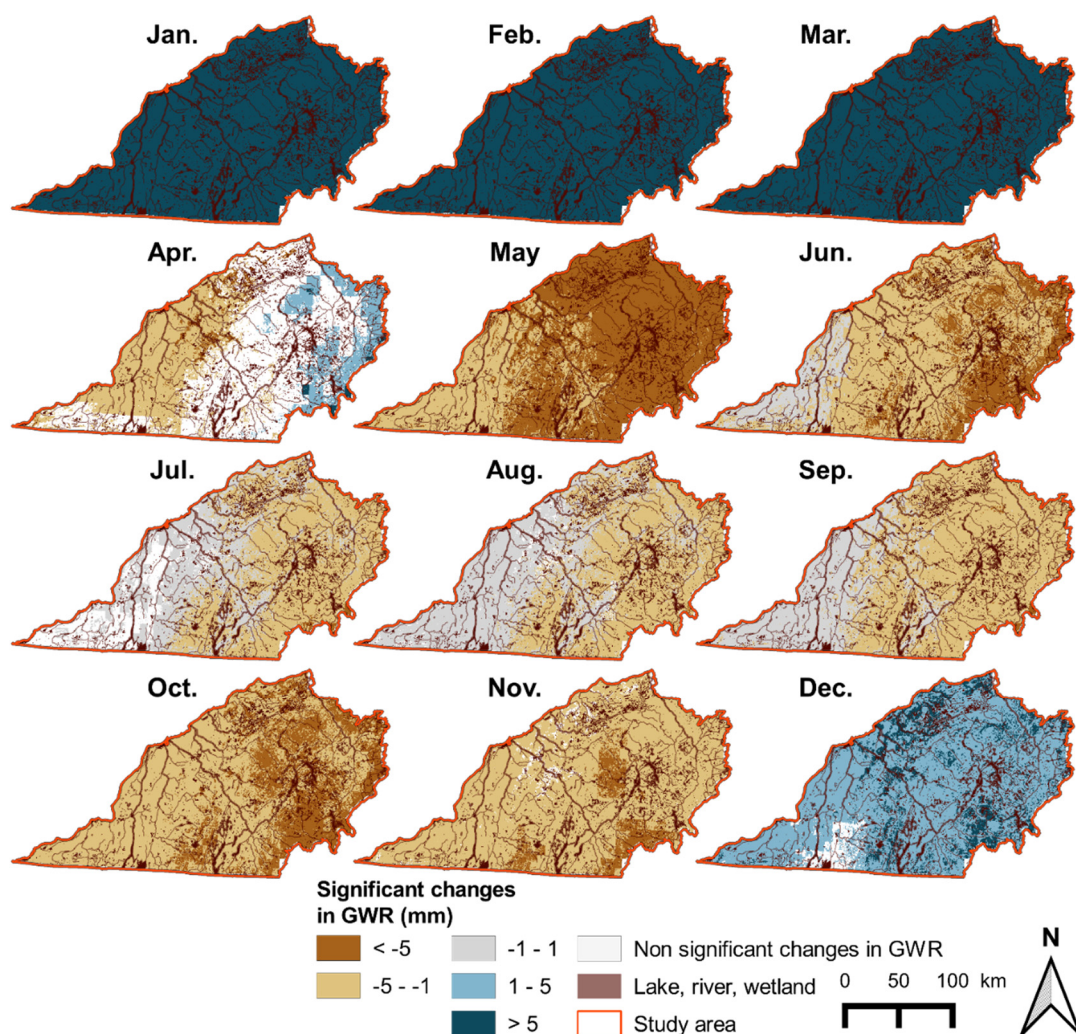 Jan.
Feb.
Mar.
Apr.
May
Jun.
Jul.
Aug.
Sep.
Oct.
Nov.
Dec.
Significant changes
in GWR (mm)
< -5
-1 - 1
Non significant changes in GWR
-5 - -1
1 - 5
Lake, river, wetland
> 5
Study area
0 50 100 km
N